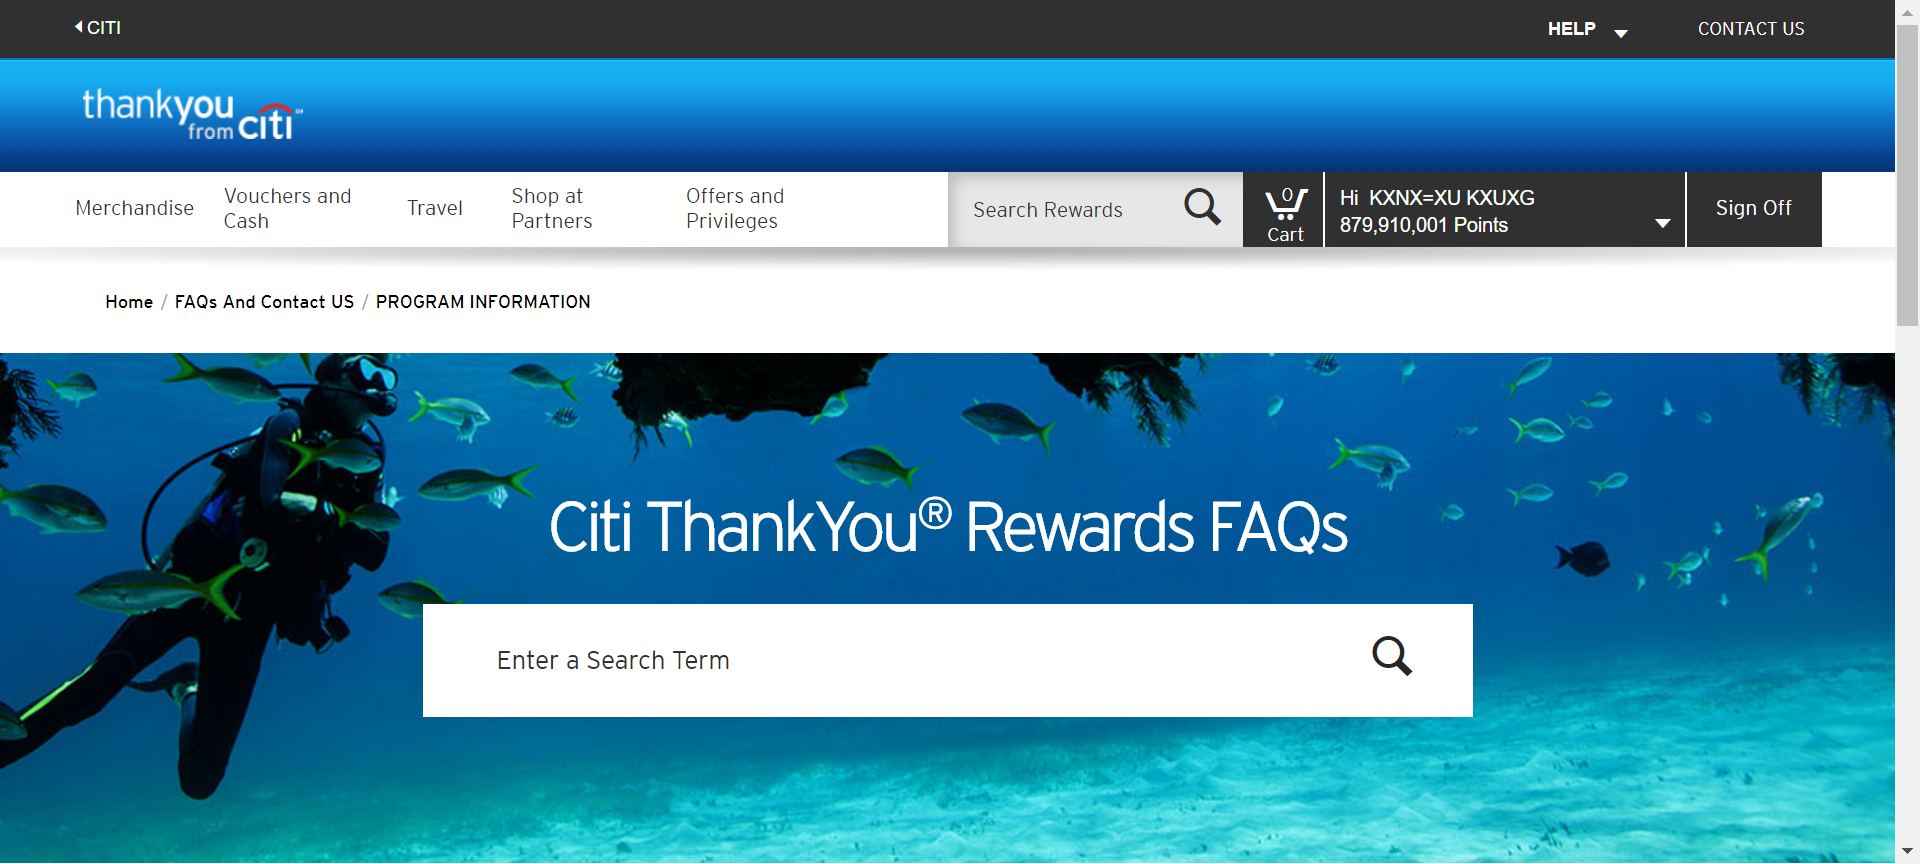 CITI
HELP
CONTACT US
thankyou
from citi℠
Merchandise
Vouchers and
Cash
Travel
Shop at
Partners
Offers and
Privileges
Search Rewards
0
Cart
Hi KXNX=XU KXUXG
879,910,001 Points
Sign Off
Home / FAQs And Contact US / PROGRAM INFORMATION
Citi ThankYou® Rewards FAQs
Enter a Search Term